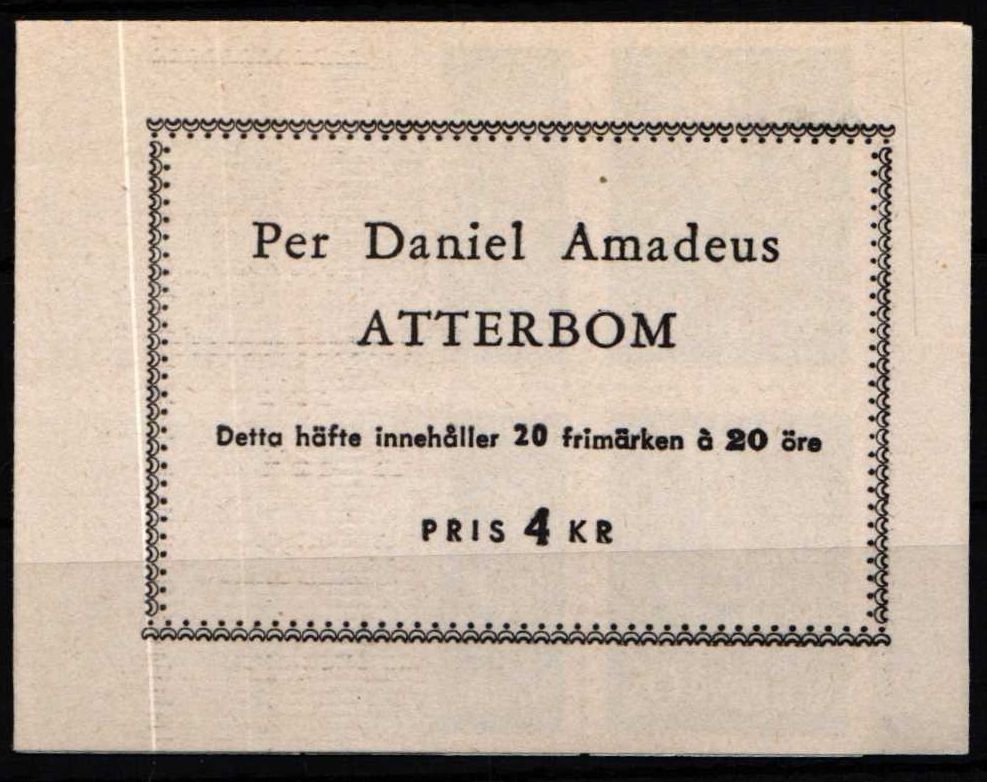 Per Daniel Amadeus
ATTERBOM
Detta häfte innehåller 20 frimärken à 20 öre
PRIS 4 KR